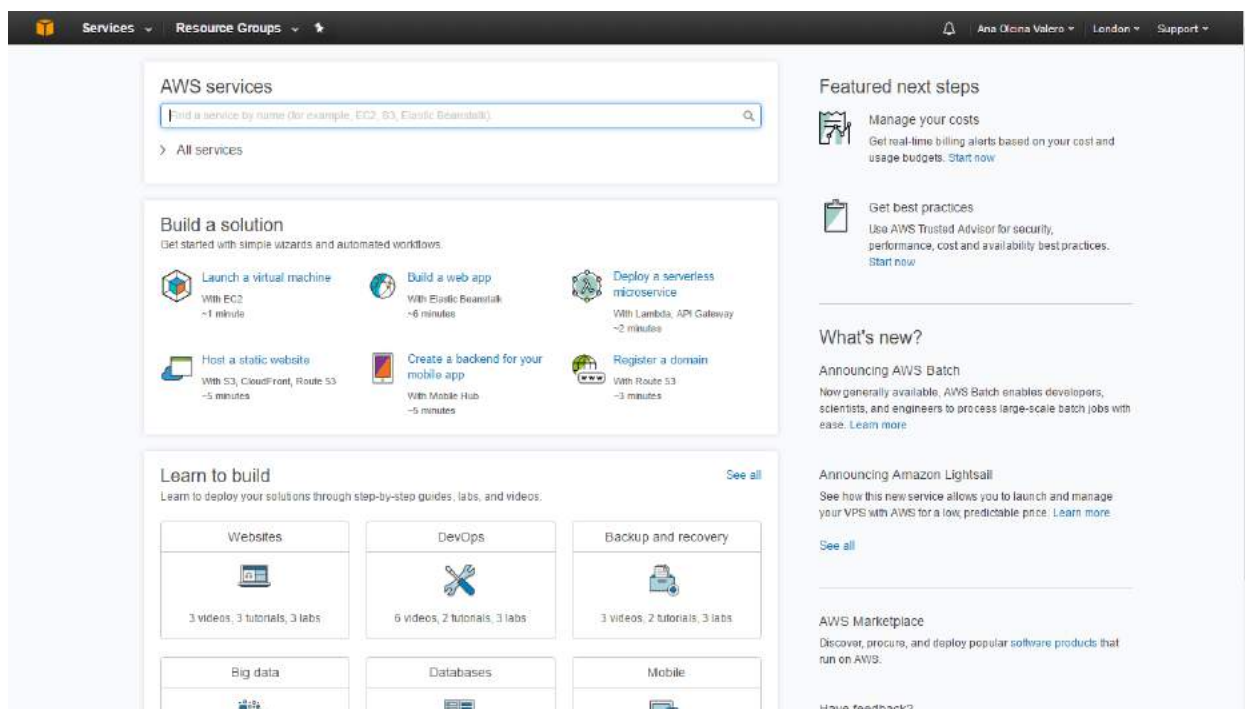 Services
Resource Groups
Ana Olcina Valero
London
Support
AWS services
Find a service by name (for example, EC2, S3, Elastic Beanstalk).
All services
Build a solution
Get started with simple wizards and automated workflows.
Launch a virtual machine
With EC2
~1 minute
Build a web app
With Elastic Beanstalk
~6 minutes
Deploy a serverless
microservice
With Lambda, API Gateway
~2 minutes
Host a static website
With S3, CloudFront, Route 53
~5 minutes
Create a backend for your
mobile app
With Mobile Hub
~5 minutes
Register a domain
With Route 53
~3 minutes
Learn to build
See all
Learn to deploy your solutions through step-by-step guides, labs, and videos.
Websites
3 videos, 3 tutorials, 3 labs
DevOps
6 videos, 2 tutorials, 3 labs
Backup and recovery
3 videos, 2 tutorials, 3 labs
Big data
Databases
Mobile
Featured next steps
Manage your costs
Get real-time billing alerts based on your cost and
usage budgets. Start now
Get best practices
Use AWS Trusted Advisor for security,
performance, cost and availability best practices.
Start now
What's new?
Announcing AWS Batch
Now generally available, AWS Batch enables developers,
scientists, and engineers to process large-scale batch jobs with
ease. Learn more
Announcing Amazon Lightsail
See how this new service allows you to launch and manage
your VPS with AWS for a low, predictable price. Learn more
See all
AWS Marketplace
Discover, procure, and deploy popular software products that
run on AWS.
Have feedback?